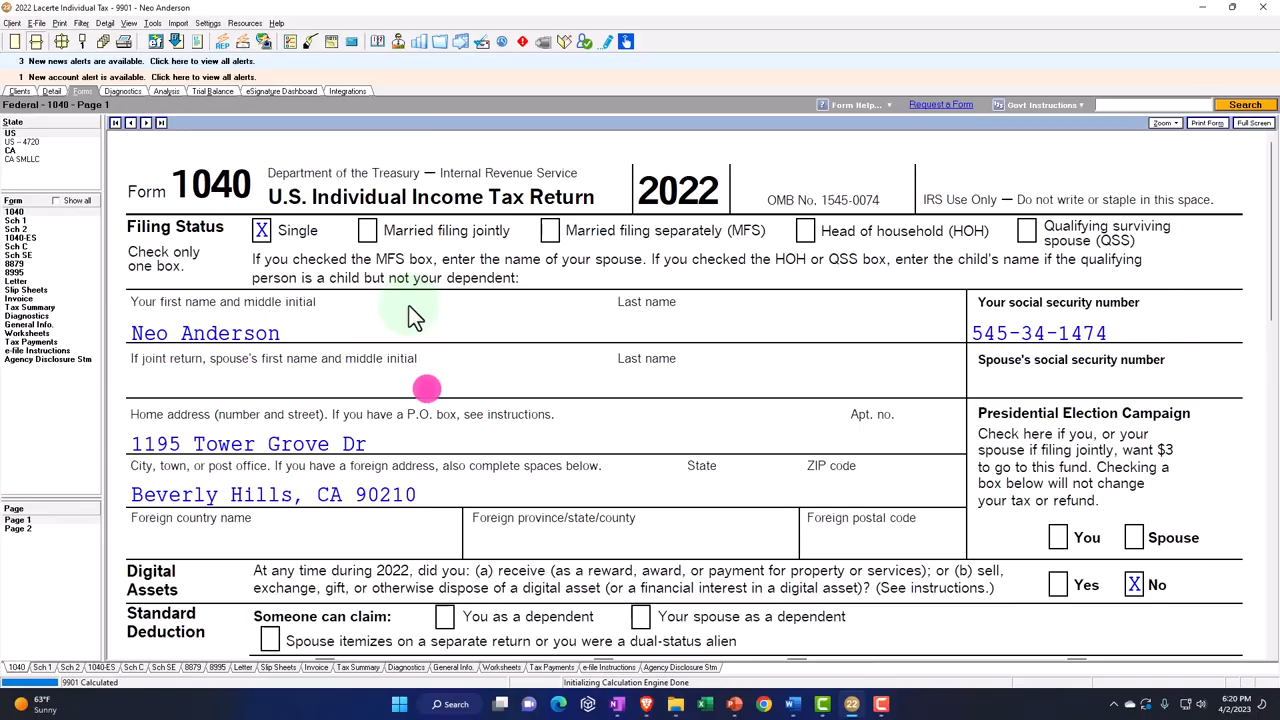 2022 Lacerte Individual Tax - 9901 - Neo Anderson
Client E-File Print Filter Detail View Tools Import Settings Resources Help
3 New news alerts are available. Click here to view all alerts.
1 New account alert is available. Click here to view all alerts.
Clients Detail Forms Diagnostics Analysis Trial Balance eSignature Dashboard Integrations
Federal - 1040 - Page 1 Form Help... Request a Form Govt Instructions Search
Zoom Print Form Full Screen
State
US
US - 4720
CA
CA SMLLC
Form Show all
1040
Sch 1
Sch 2
1040-ES
Sch C
Sch SE
8879
8995
Letter
Slip Sheets
Invoice
Tax Summary
Diagnostics
General Info.
Worksheets
Tax Payments
e-file Instructions
Agency Disclosure Stm
Page
Page 1
Page 2
Form 1040 Department of the Treasury — Internal Revenue Service
U.S. Individual Income Tax Return 2022 OMB No. 1545-0074 IRS Use Only — Do not write or staple in this space.
Filing Status X Single Married filing jointly Married filing separately (MFS) Head of household (HOH) Qualifying surviving spouse (QSS)
Check only one box.
If you checked the MFS box, enter the name of your spouse. If you checked the HOH or QSS box, enter the child's name if the qualifying
person is a child but not your dependent:
Your first name and middle initial Last name Your social security number
Neo Anderson 545-34-1474
If joint return, spouse's first name and middle initial Last name Spouse's social security number
Home address (number and street). If you have a P.O. box, see instructions. Apt. no.
1195 Tower Grove Dr
City, town, or post office. If you have a foreign address, also complete spaces below. State ZIP code
Beverly Hills, CA 90210
Foreign country name Foreign province/state/county Foreign postal code
Presidential Election Campaign
Check here if you, or your
spouse if filing jointly, want $3
to go to this fund. Checking a
box below will not change
your tax or refund.
You Spouse
Digital Assets
At any time during 2022, did you: (a) receive (as a reward, award, or payment for property or services); or (b) sell,
exchange, gift, or otherwise dispose of a digital asset (or a financial interest in a digital asset)? (See instructions.) Yes X No
Standard Deduction
Someone can claim: You as a dependent Your spouse as a dependent
Spouse itemizes on a separate return or you were a dual-status alien
1040 Sch 1 Sch 2 1040-ES Sch C Sch SE 8879 8995 Letter Slip Sheets Invoice Tax Summary Diagnostics General Info. Worksheets Tax Payments e-file Instructions Agency Disclosure Stm
9901 Calculated Initializing Calculation Engine Done
63°F
Sunny
Search
6:20 PM
4/2/2023